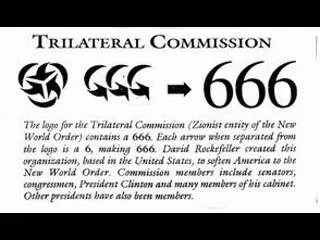 TRILATERAL COMMISSION
666
The logo for the Trilateral Commission (Zionist entity of the New
World Order) contains a 666. Each arrow when separated from
the logo is a 6, making 666. David Rockefeller created this
organization, based in the United States, to soften America to the
New World Order. Commission members include senators,
congressmen, President Clinton and many members of his cabinet.
Other presidents have also been members.